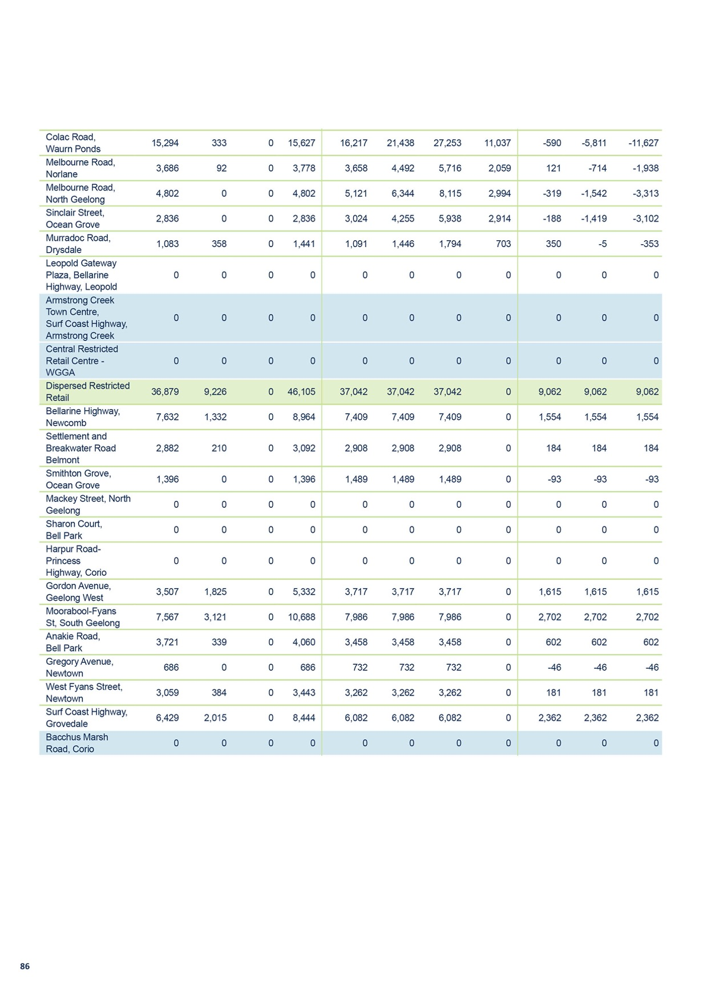 Colac Road,
Waurn Ponds 15,294 333 0 15,627 16,217 21,438 27,253 11,037 -590 -5,811 -11,627
Melbourne Road,
Norlane 3,686 92 0 3,778 3,658 4,492 5,716 2,059 121 -714 -1,938
Melbourne Road,
North Geelong 4,802 0 0 4,802 5,121 6,344 8,115 2,994 -319 -1,542 -3,313
Sinclair Street,
Ocean Grove 2,836 0 0 2,836 3,024 4,255 5,938 2,914 -188 -1,419 -3,102
Murradoc Road,
Drysdale 1,083 358 0 1,441 1,091 1,446 1,794 703 350 -5 -353
Leopold Gateway
Plaza, Bellarine 0 0 0 0 0 0 0 0 0 0 0
Highway, Leopold
Armstrong Creek
Town Centre, 0 0 0 0 0 0 0 0 0 0 0
Surf Coast Highway,
Armstrong Creek
Central Restricted
Retail Centre - 0 0 0 0 0 0 0 0 0 0 0
WGGA
Dispersed Restricted
Retail 36,879 9,226 0 46,105 37,042 37,042 37,042 0 9,062 9,062 9,062
Bellarine Highway,
Newcomb 7,632 1,332 0 8,964 7,409 7,409 7,409 0 1,554 1,554 1,554
Settlement and
Breakwater Road 2,882 210 0 3,092 2,908 2,908 2,908 0 184 184 184
Belmont
Smithton Grove,
Ocean Grove 1,396 0 0 1,396 1,489 1,489 1,489 0 -93 -93 -93
Mackey Street, North
Geelong 0 0 0 0 0 0 0 0 0 0 0
Sharon Court,
Bell Park 0 0 0 0 0 0 0 0 0 0 0
Harpur Road-
Princess 0 0 0 0 0 0 0 0 0 0 0
Highway, Corio
Gordon Avenue,
Geelong West 3,507 1,825 0 5,332 3,717 3,717 3,717 0 1,615 1,615 1,615
Moorabool-Fyans
St, South Geelong 7,567 3,121 0 10,688 7,986 7,986 7,986 0 2,702 2,702 2,702
Anakie Road,
Bell Park 3,721 339 0 4,060 3,458 3,458 3,458 0 602 602 602
Gregory Avenue,
Newtown 686 0 0 686 732 732 732 0 -46 -46 -46
West Fyans Street,
Newtown 3,059 384 0 3,443 3,262 3,262 3,262 0 181 181 181
Surf Coast Highway,
Grovedale 6,429 2,015 0 8,444 6,082 6,082 6,082 0 2,362 2,362 2,362
Bacchus Marsh
Road, Corio 0 0 0 0 0 0 0 0 0 0 0
86